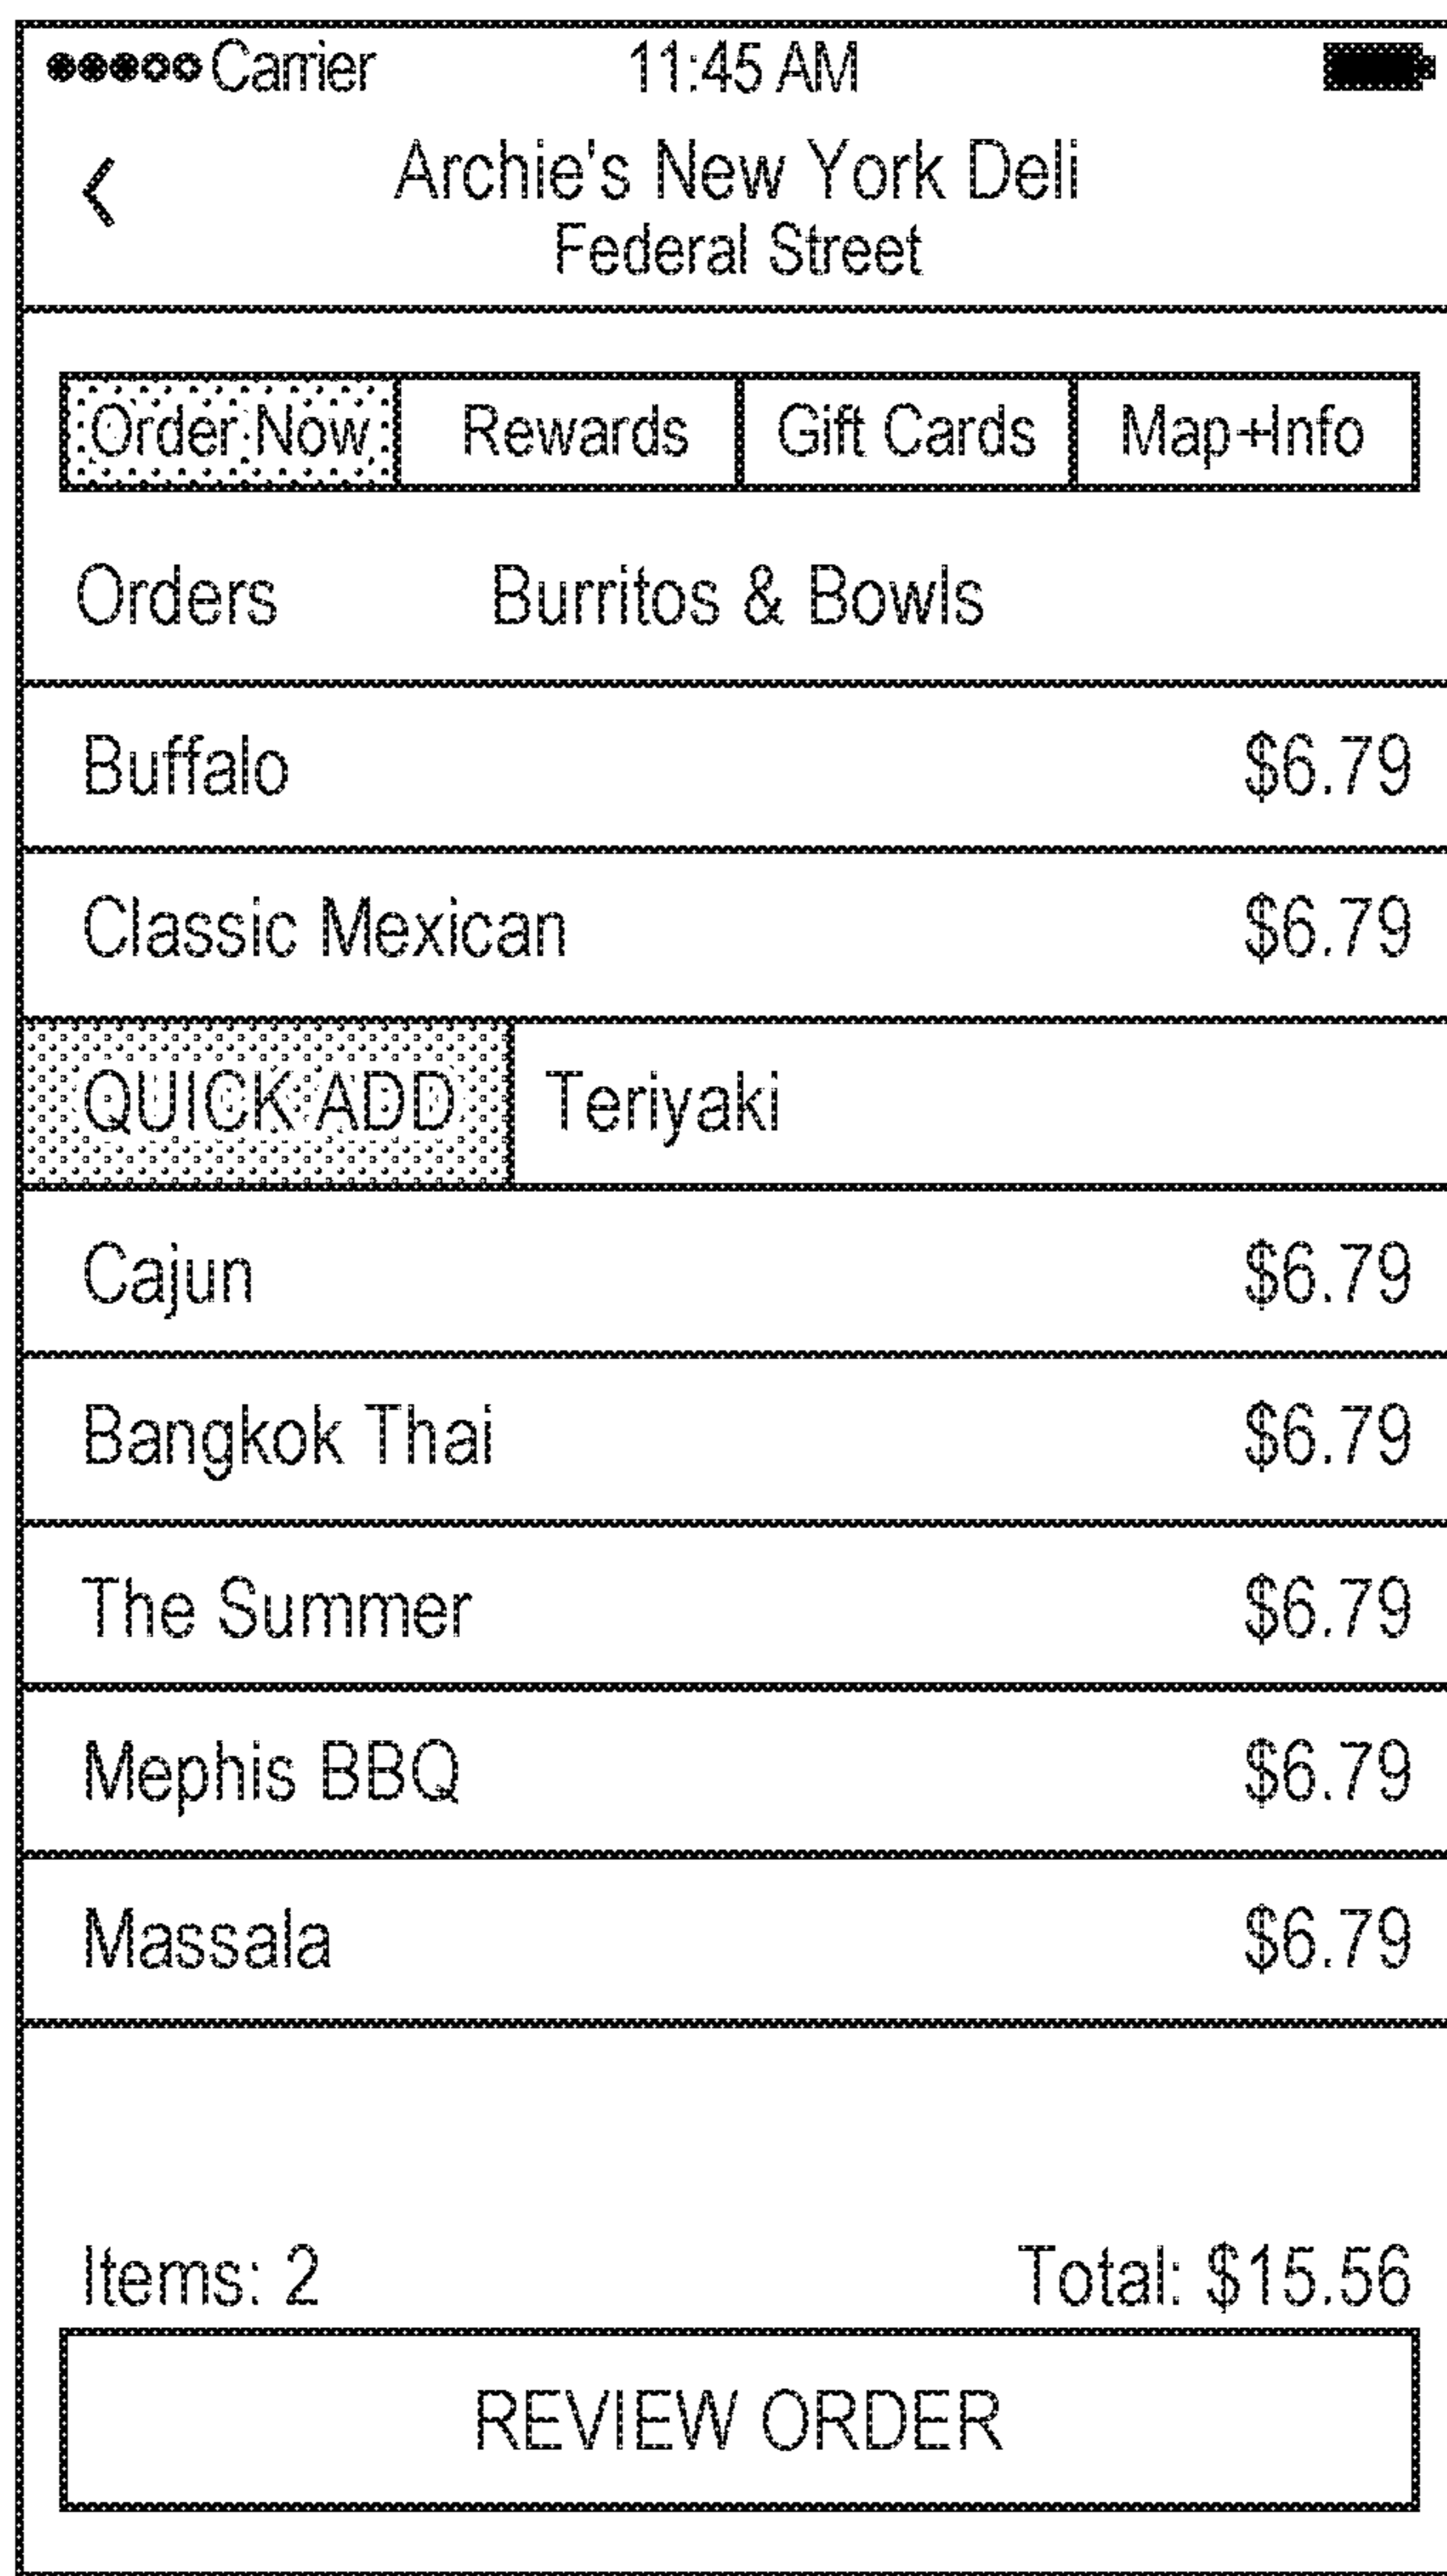 Carrier 11:45 AM
Archie's New York Deli
Federal Street
Order Now Rewards Gift Cards Map+Info
Orders Burritos & Bowls
Buffalo $6.79
Classic Mexican $6.79
QUICK ADD Teriyaki
Cajun $6.79
Bangkok Thai $6.79
The Summer $6.79
Mephis BBQ $6.79
Massala $6.79
Items: 2 Total: $15.56
REVIEW ORDER